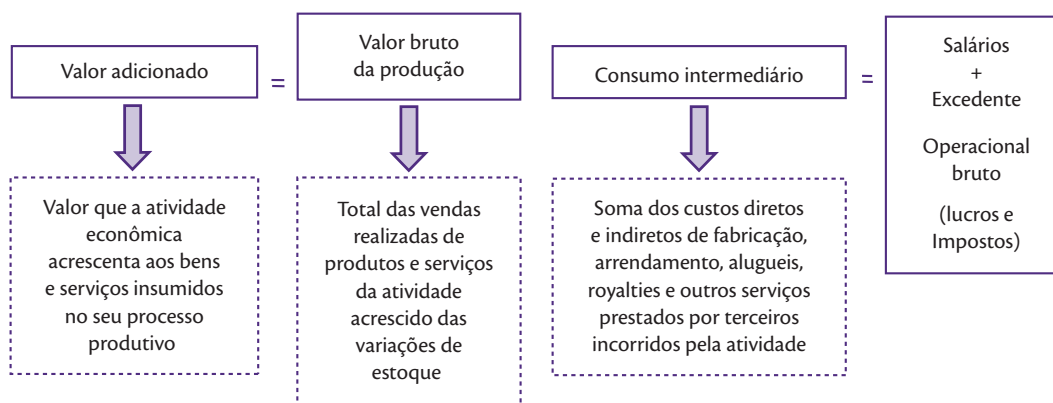 Valor adicionado
=
Valor bruto
da produção
Consumo intermediário
=
Salários
+
Excedente
Operacional
bruto
(lucros e
Impostos)
Valor que a atividade
econômica
acrescenta aos bens
e serviços insumidos
no seu processo
produtivo
Total das vendas
realizadas de
produtos e serviços
da atividade
acrescido das
variações de
estoque
Soma dos custos diretos
e indiretos de fabricação,
arrendamento, alugueis,
royalties e outros serviços
prestados por terceiros
incorridos pela atividade